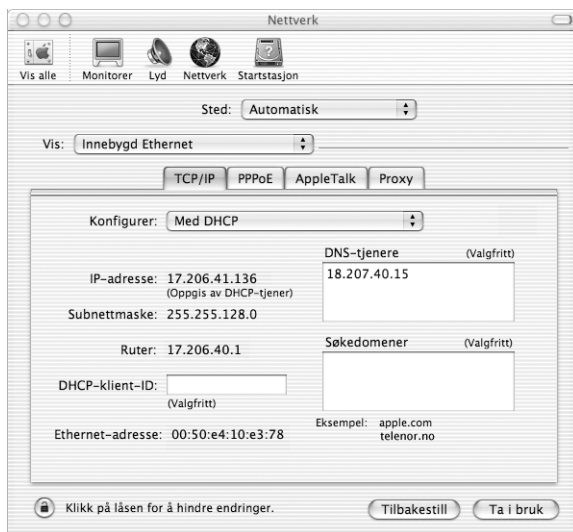 Nettverk
Vis alle
Monitorer
Lyd
Nettverk
Startstasjon
Sted: Automatisk
Vis: Innebygd Ethernet
TCP/IP
PPPoE
AppleTalk
Proxy
Konfigurer: Med DHCP
DNS-tjenere (Valgfritt)
18.207.40.15
IP-adresse: 17.206.41.136
(Oppgis av DHCP-tjener)
Subnettmaske: 255.255.128.0
Ruter: 17.206.40.1
Søkedomener (Valgfritt)
DHCP-klient-ID:
(Valgfritt)
Eksempel: apple.com
telenor.no
Ethernet-adresse: 00:50:e4:10:e3:78
Klikk på låsen for å hindre endringer.
Tilbakestill
Ta i bruk